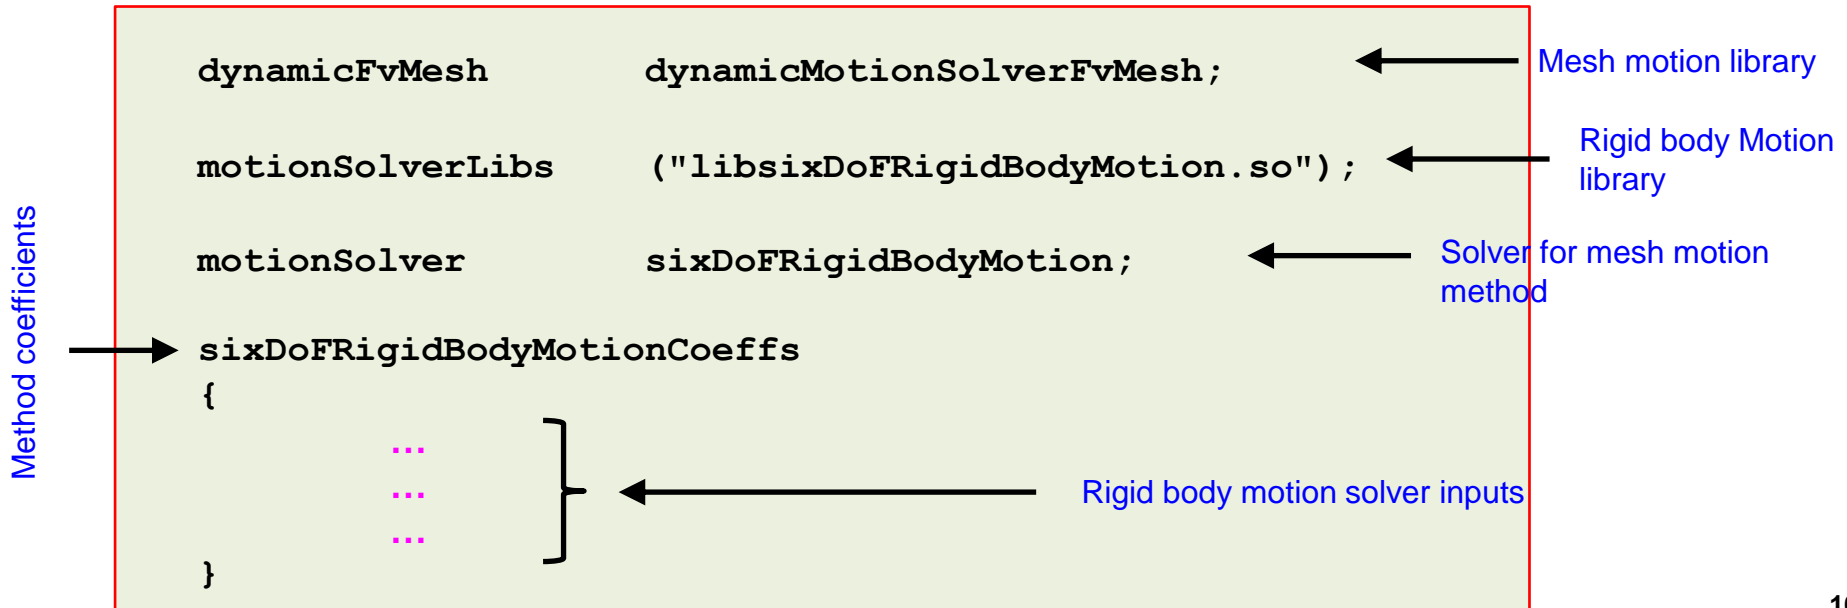 dynamicFvMesh dynamicMotionSolverFvMesh; Mesh motion library
motionSolverLibs ("libsixDoFRigidBodyMotion.so"); Rigid body Motion
library
motionSolver sixDoFRigidBodyMotion; Solver for mesh motion
method
Method coefficients
sixDoFRigidBodyMotionCoeffs
{
...
...
Rigid body motion solver inputs
...
}